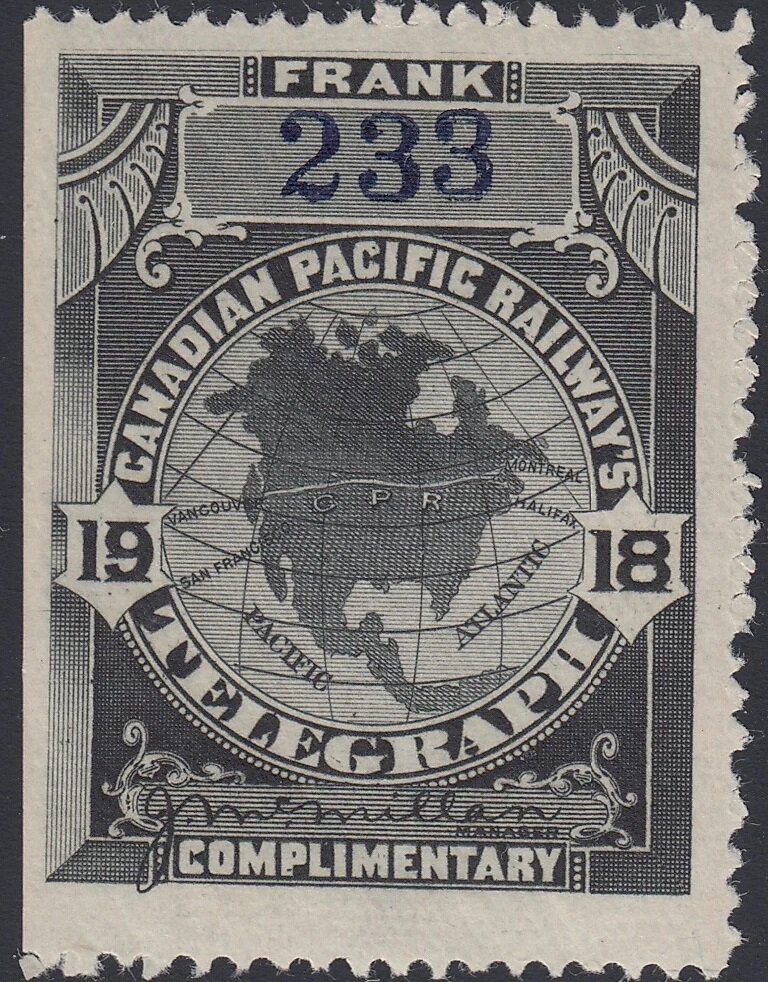 FRANK
233
CANADIAN PACIFIC RAILWAY'S
MONTREAL
VANCOUVER
C P R
HALIFAX
19
18
SAN FRANCISCO
ATLANTIC
PACIFIC
TELEGRAPH
J. McMillan
MANAGER
COMPLIMENTARY